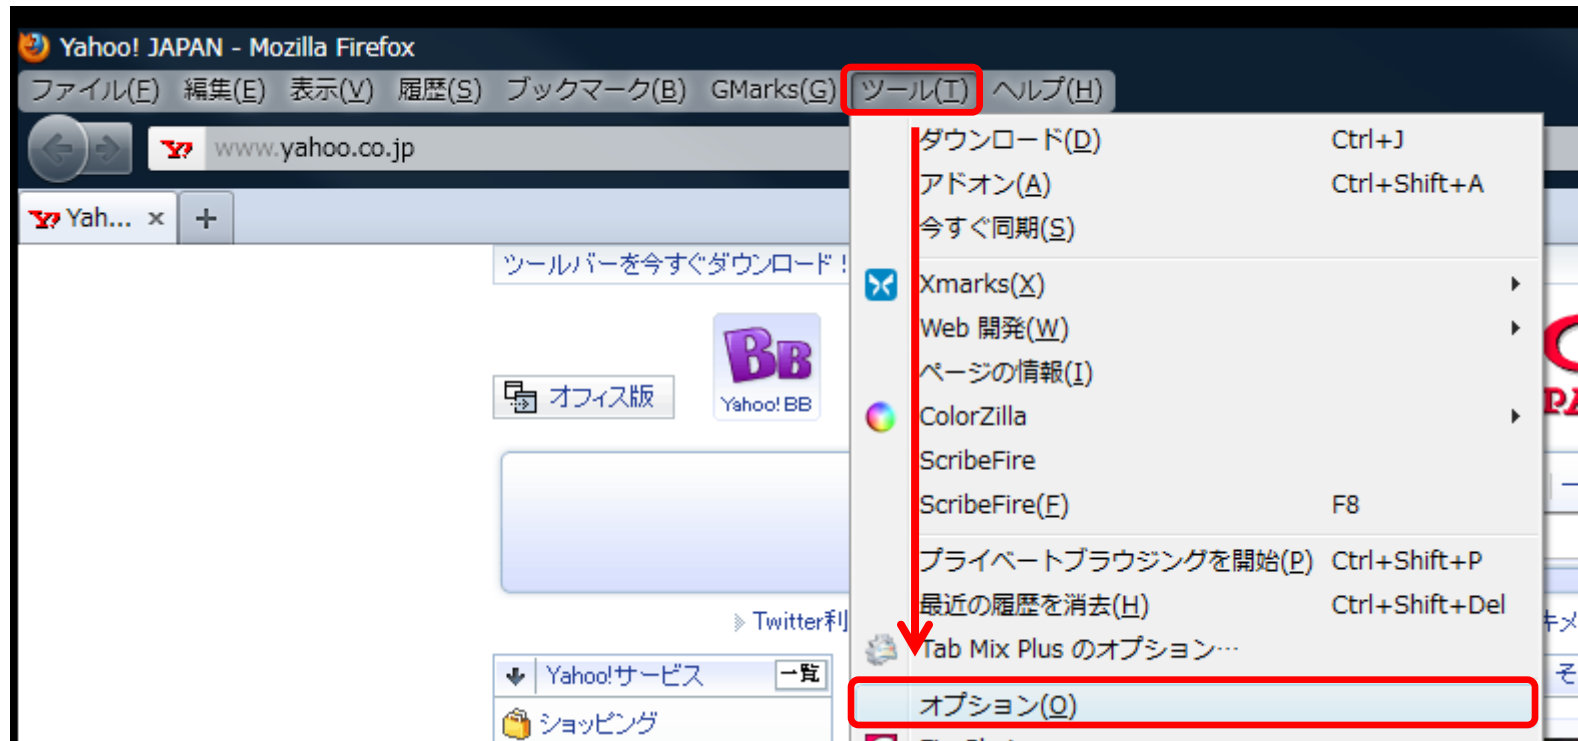 Yahoo! JAPAN - Mozilla Firefox
ファイル(F) 編集(E) 表示(V) 履歴(S) ブックマーク(B) GMarks(G) ツール(T) ヘルプ(H)
www.yahoo.co.jp
Yah... × +
ツールバーを今すぐダウンロード!
BB
オフィス版
Yahoo! BB
Twitter利
Yahoo!サービス 一覧
ショッピング
ダウンロード(D) Ctrl+J
アドオン(A) Ctrl+Shift+A
今すぐ同期(S)
Xmarks(X)
Web 開発(W)
ページの情報(I)
ColorZilla
ScribeFire
ScribeFire(F) F8
プライベートブラウジングを開始(P) Ctrl+Shift+P
最近の履歴を消去(H) Ctrl+Shift+Del
Tab Mix Plus のオプション…
オプション(O)
キメ
そ